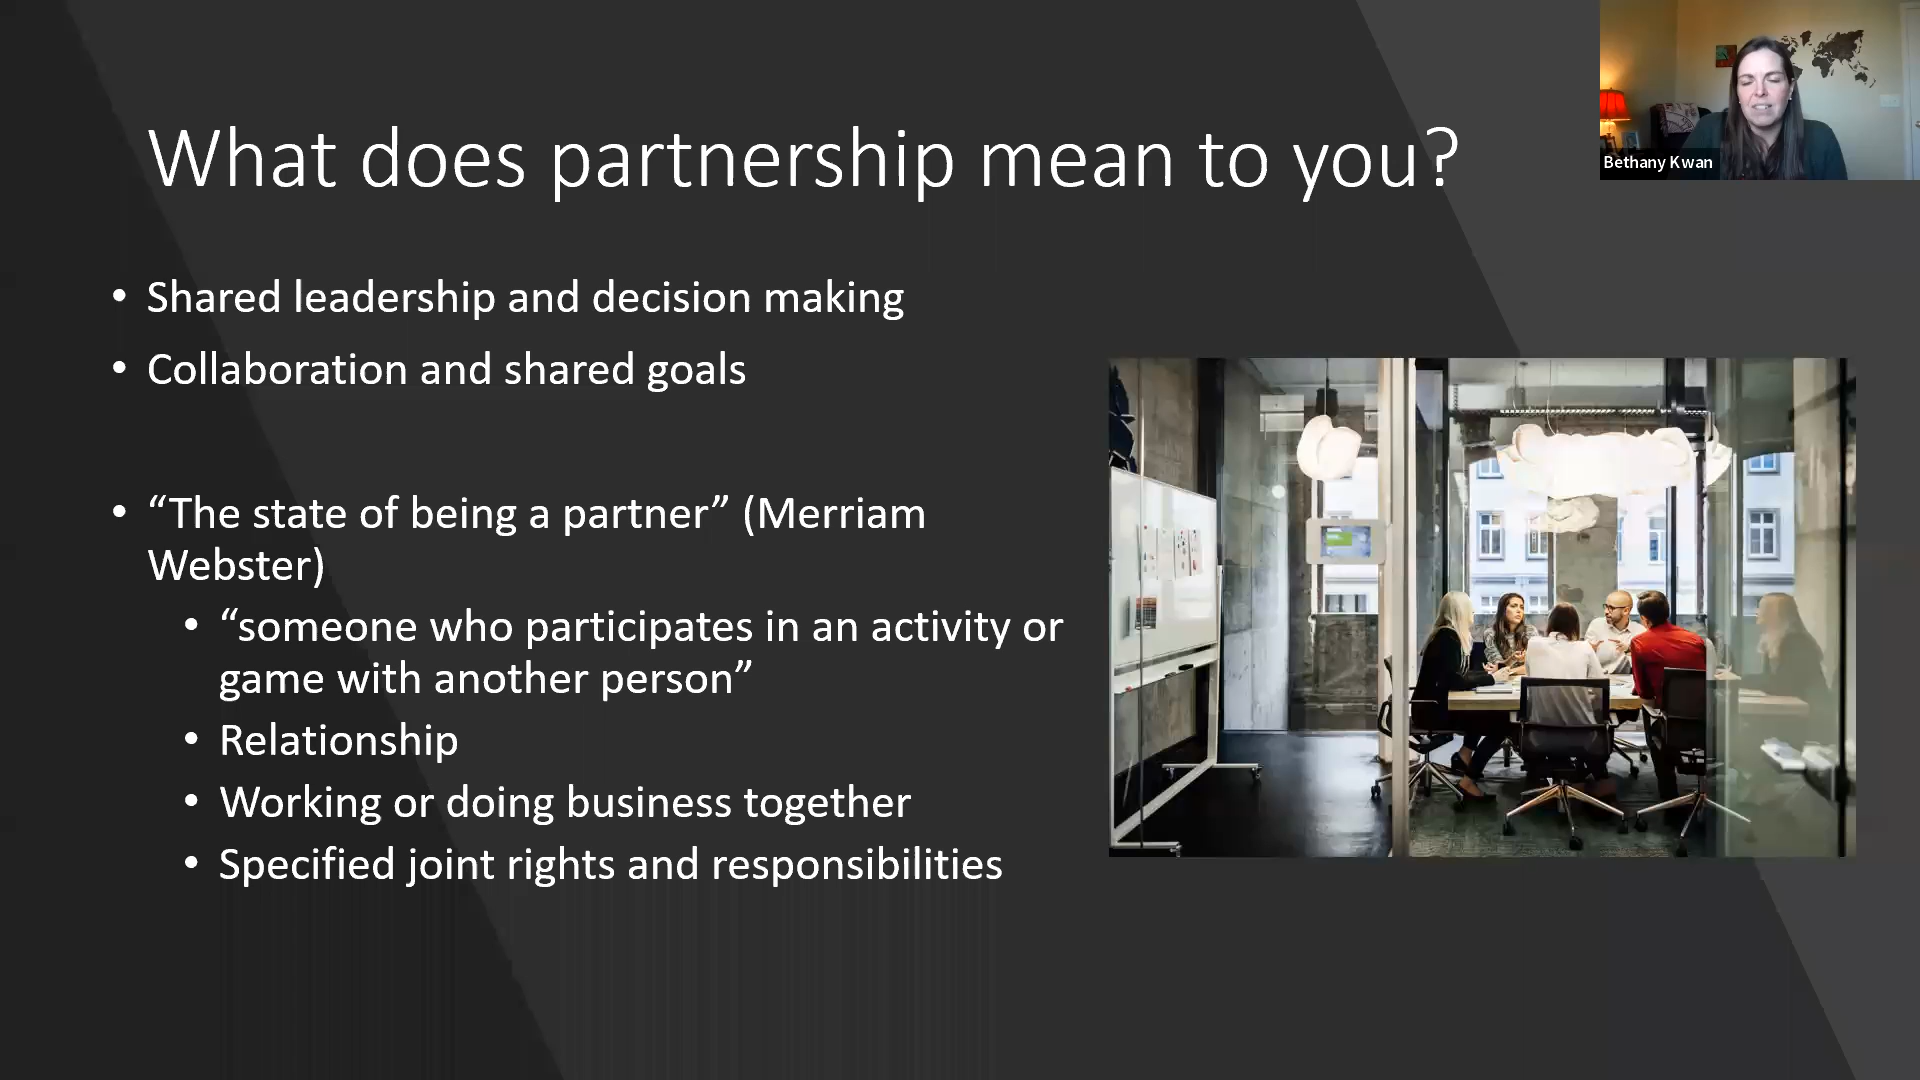 What does partnership mean to you?
Bethany Kwan
• Shared leadership and decision making
• Collaboration and shared goals
• “The state of being a partner” (Merriam
Webster)
• “someone who participates in an activity or
game with another person”
• Relationship
• Working or doing business together
• Specified joint rights and responsibilities